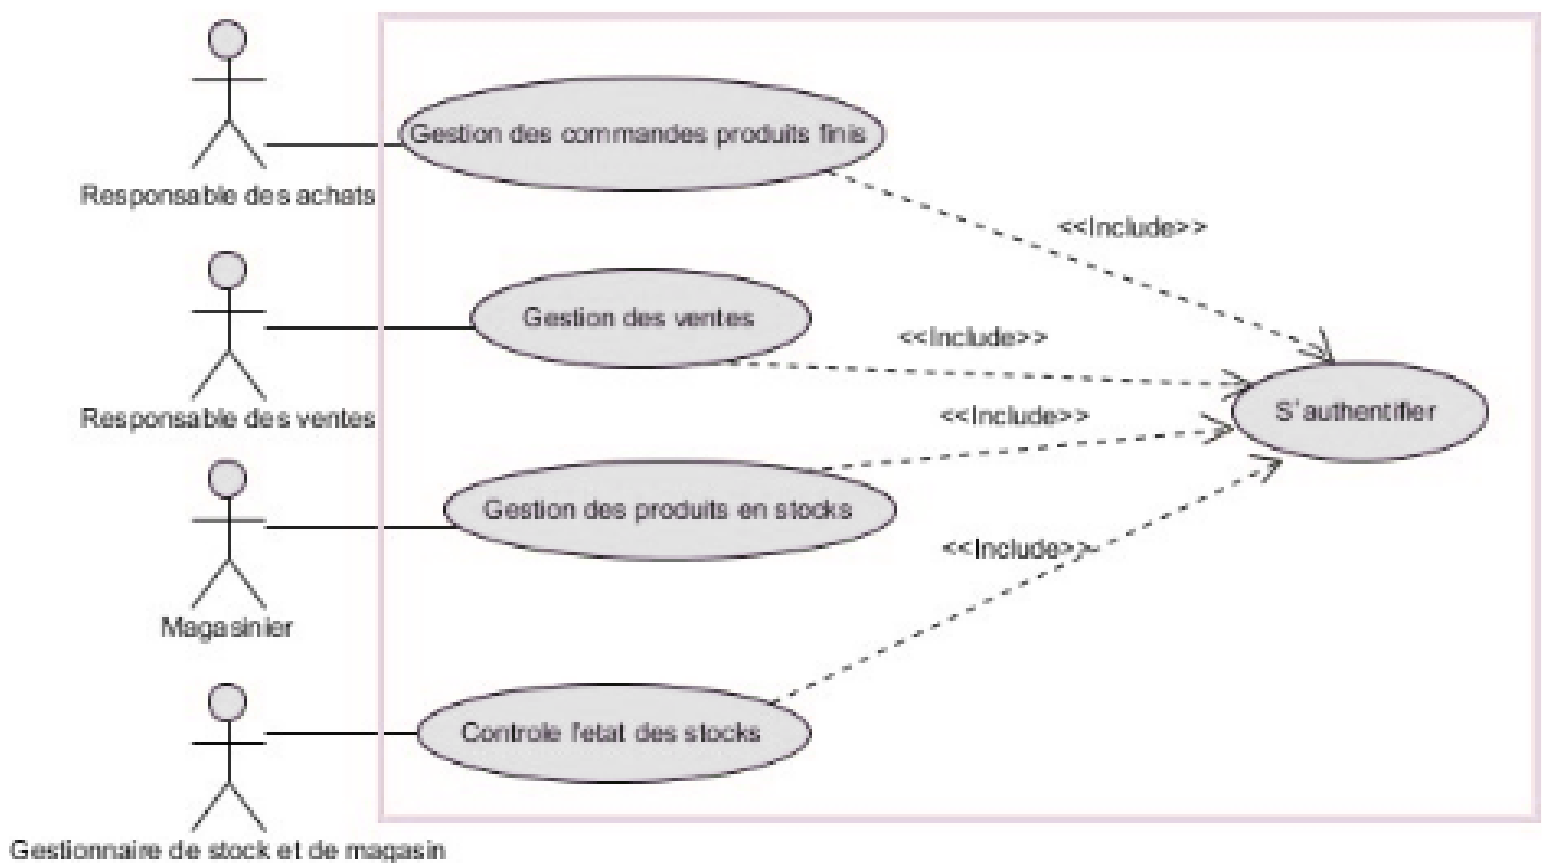 Gestion des commandes produits finis
Responsable des achats
<<Include>>
Gestion des ventes
<<Include>>
Responsable des ventes
<<Include>>
S'authentifier
Gestion des produits en stocks
<<Include>>
Magasinier
Controle l'etat des stocks
Gestionnaire de stock et de magasin